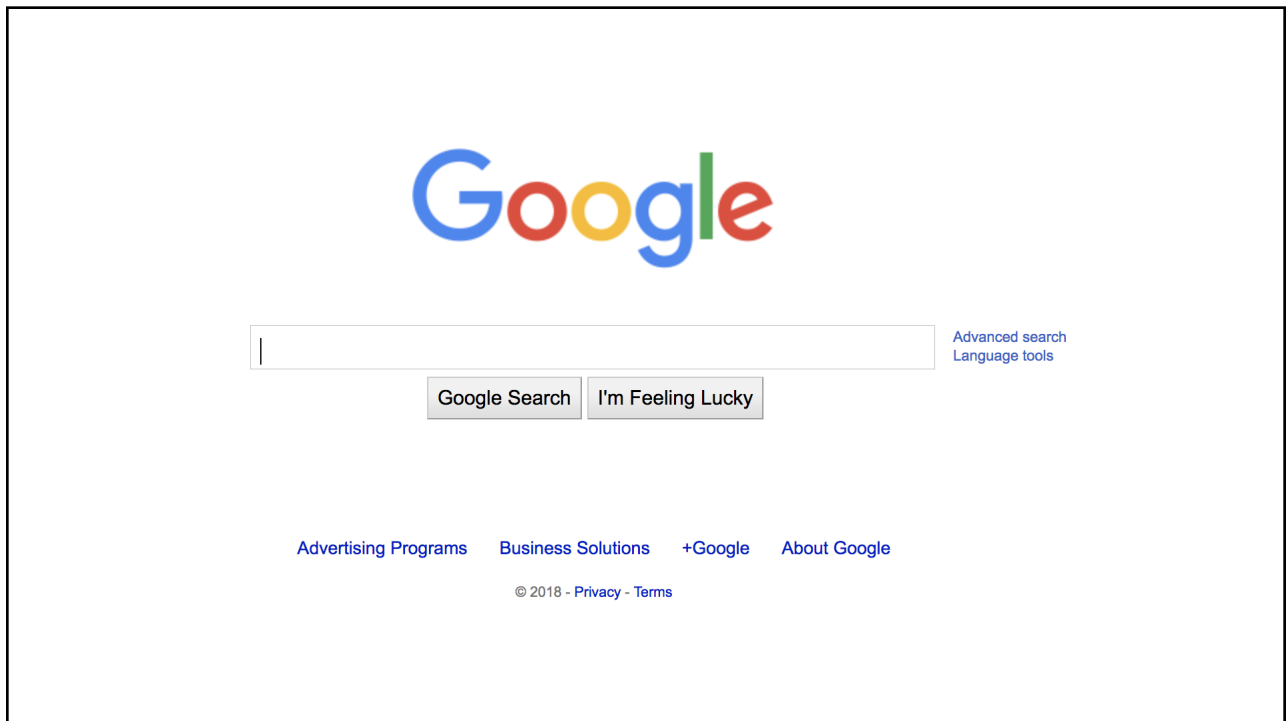 Google
Advanced search
Language tools
Google Search I'm Feeling Lucky
Advertising Programs Business Solutions +Google About Google
© 2018 - Privacy - Terms